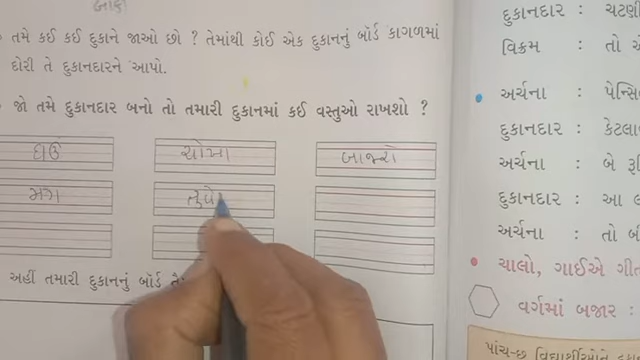 તમે કઈ કઈ દુકાને જાઓ છો ? તેમાંથી કોઈ એક દુકાનનું બૉર્ડ કાગળમાં
દોરી તે દુકાનદારને આપો.
જો તમે દુકાનદાર બનો તો તમારી દુકાનમાં કઈ વસ્તુઓ રાખશો ?
ઘઉં ચોખા બાજરો
મગ તુવે
અહીં તમારી દુકાનનું બૉર્ડ
દુકાનદાર : ચટણી
વિક્રમ : તો
અર્ચના : પેન્સિ
દુકાનદાર : કેટલા
અર્ચના : બે રૂ
દુકાનદાર : આ
અર્ચના : તો
ચાલો, ગાઈએ ગીત
વર્ગમાં બજાર :
પાંચ-છ વિદ્યાર્થીઓને